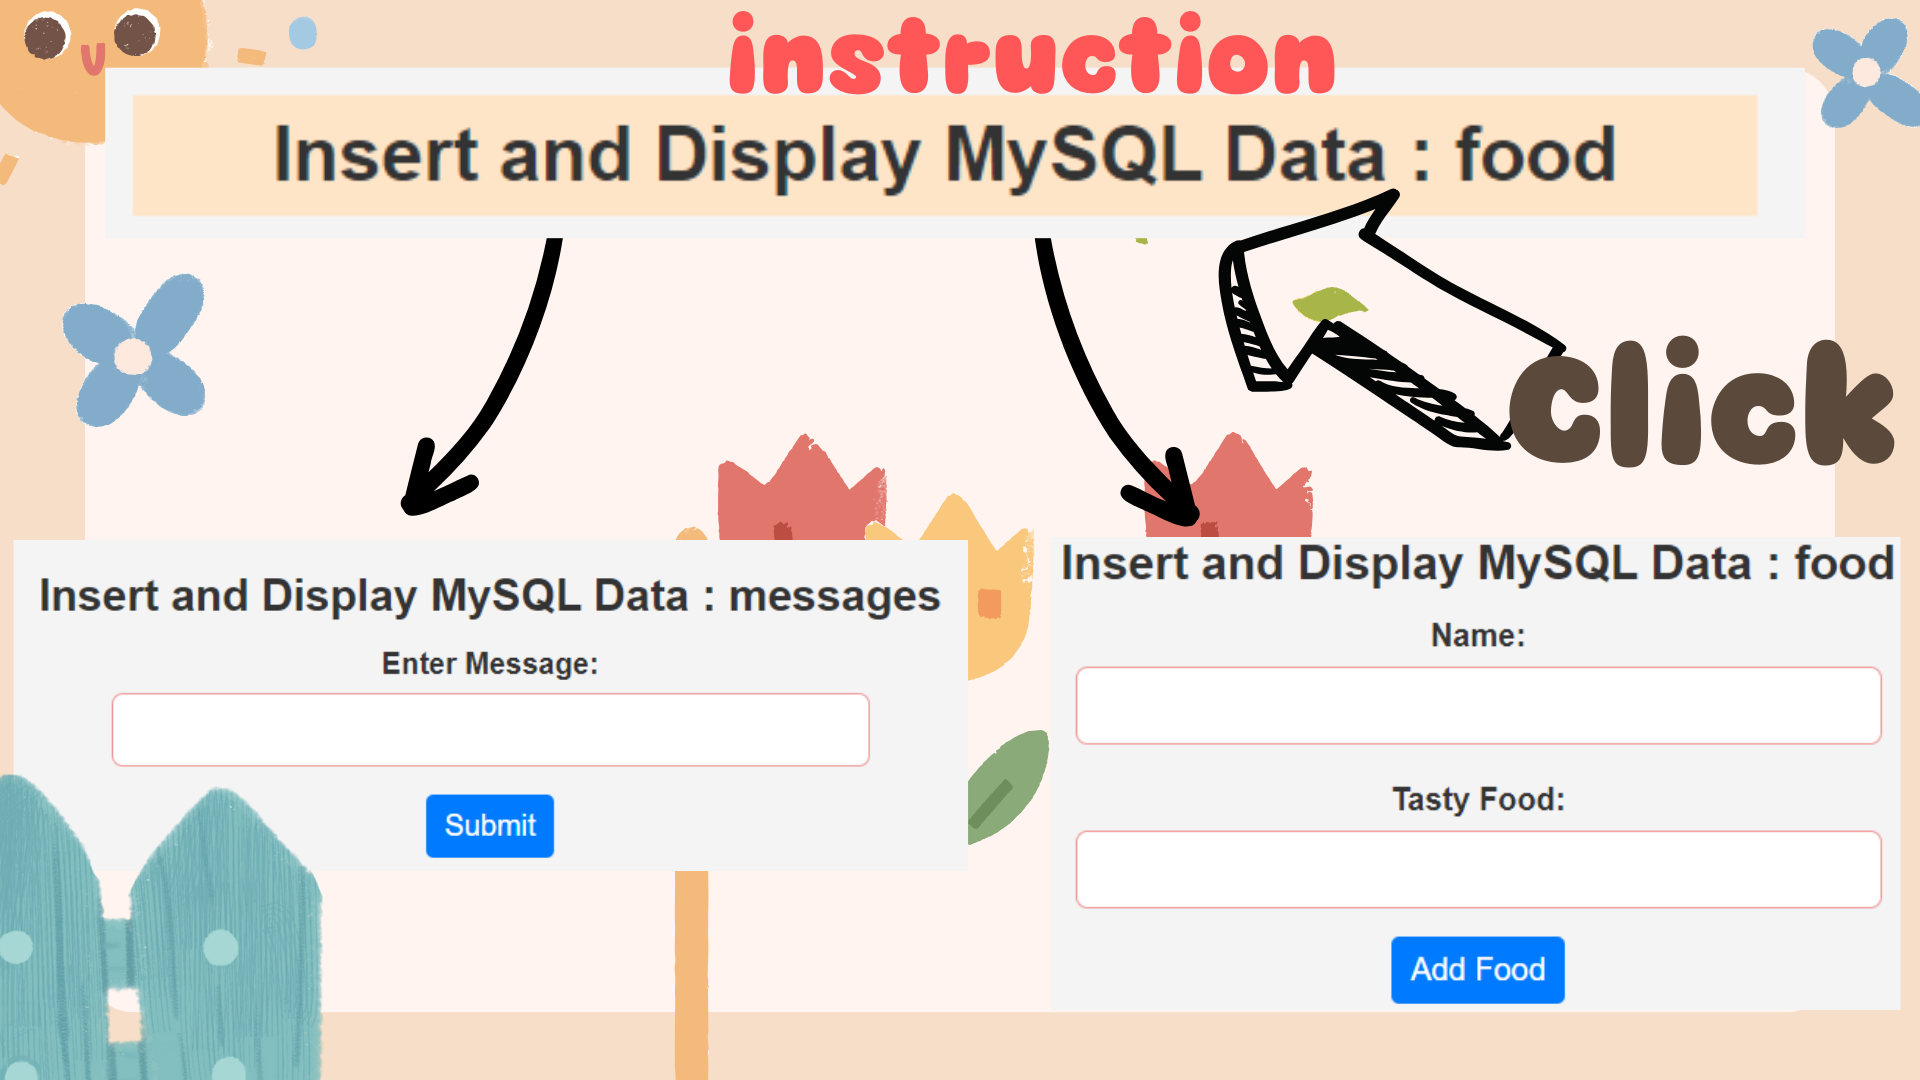 instruction
Insert and Display MySQL Data : food
click
Insert and Display MySQL Data : messages
Enter Message:
Submit
Insert and Display MySQL Data : food
Name:
Tasty Food:
Add Food